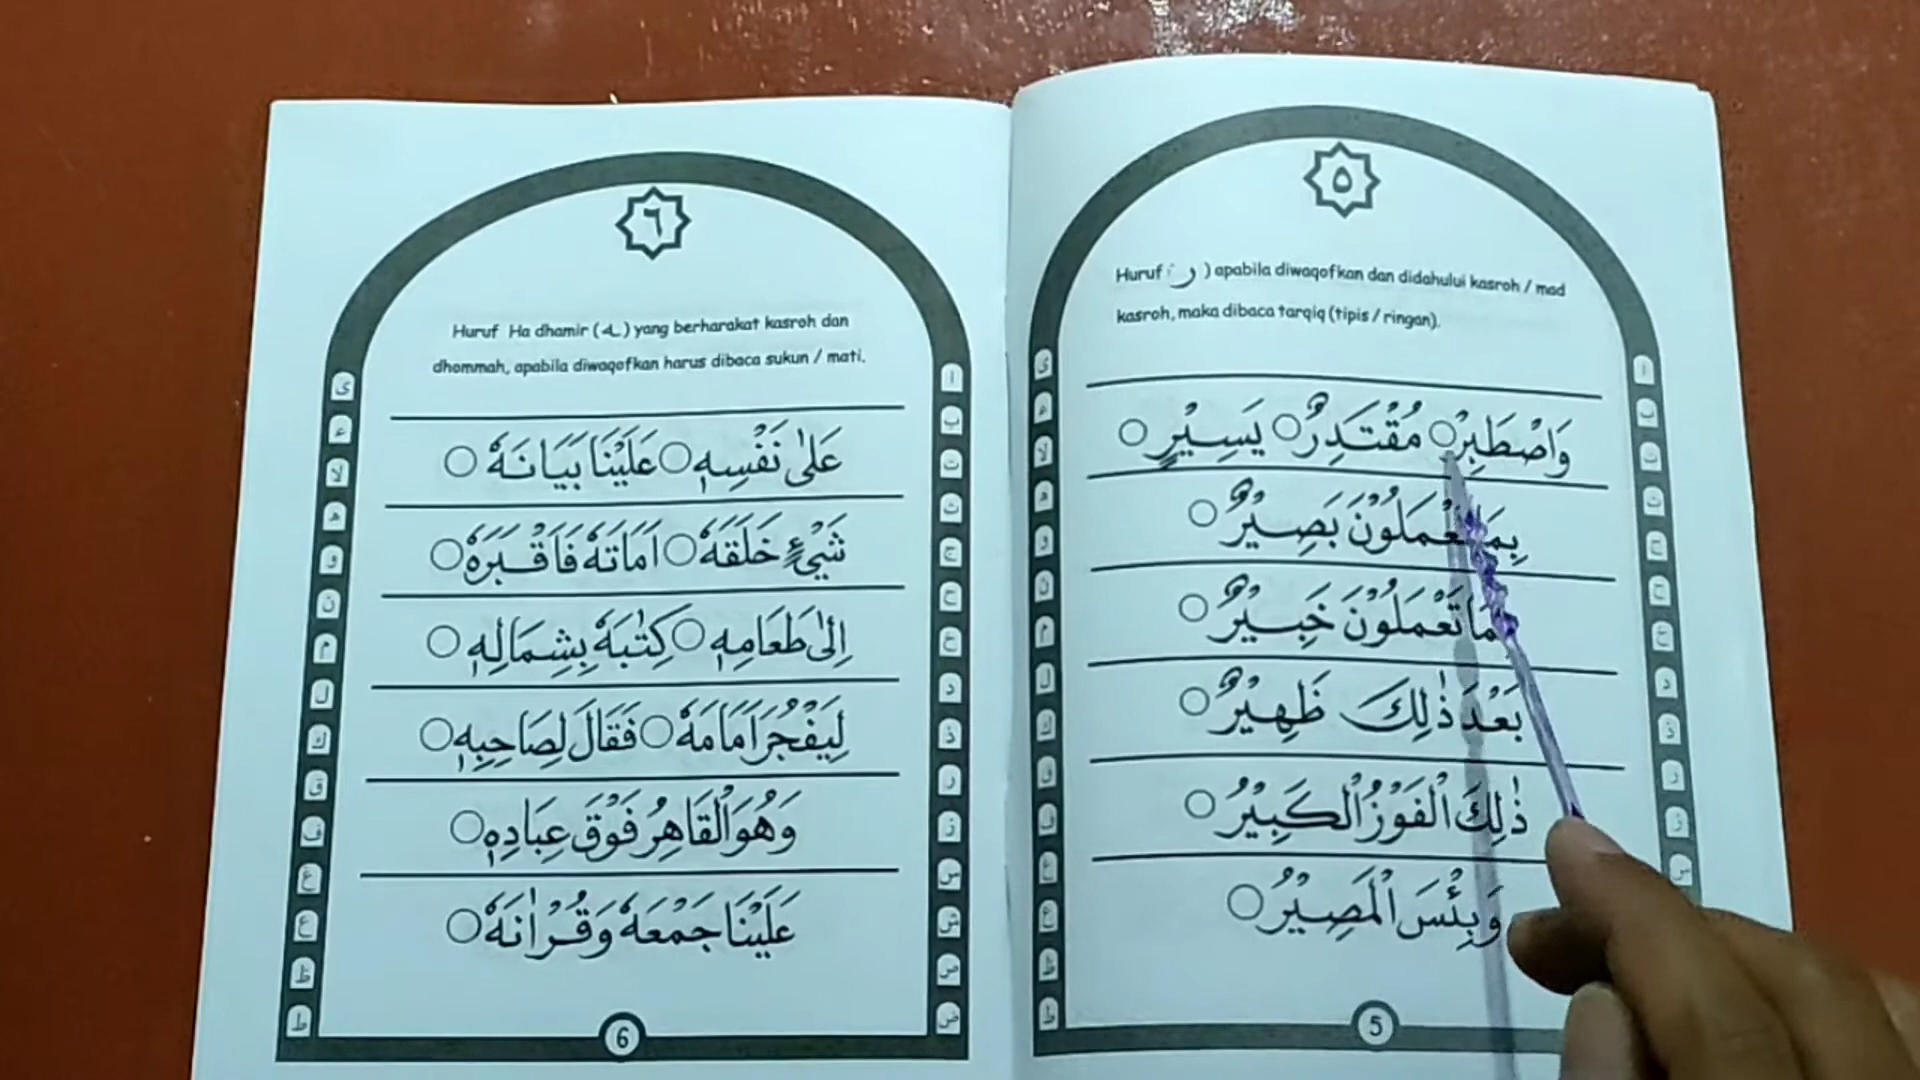 ٥
Huruf ( ر ) apabila diwaqofkan dan didahului kasroh / mad
kasroh, maka dibaca tarqiq (tipis / ringan).
وَاصْطَبِرْ ○ مُقْتَدِرٌ ○ يَسِيْرٍ ○
تَعْمَلُوْنَ بَصِيْرٌ ○
تَعْمَلُوْنَ خَبِيْرٌ ○
بَعْدَ ذٰلِكَ ظَهِيْرٌ ○
ذٰلِكَ الْفَوْزُ الْكَبِيْرُ ○
وَبِئْسَ الْمَصِيْرُ ○
5
٦
Huruf Ha dhamir ( ـه ) yang berharakat kasroh dan
dhommah, apabila diwaqofkan harus dibaca sukun / mati.
عَلٰى نَفْسِهٖ ○ عَلَيْنَا بَيَانَهٗ ○
شَيْءٍ خَلَقَهٗ ○ اَمَاتَهٗ فَاَقْبَرَهٗ ○
اِلٰى طَعَامِهٖ ○ كِتٰبَهٗ بِشِمَالِهٖ ○
لِيَفْجُرَ اَمَامَهٗ ○ فَقَالَ لِصَاحِبِهٖ ○
وَهُوَ الْقَاهِرُ فَوْقَ عِبَادِهٖ ○
عَلَيْنَا جَمْعَهٗ وَقُرْاٰنَهٗ ○
6